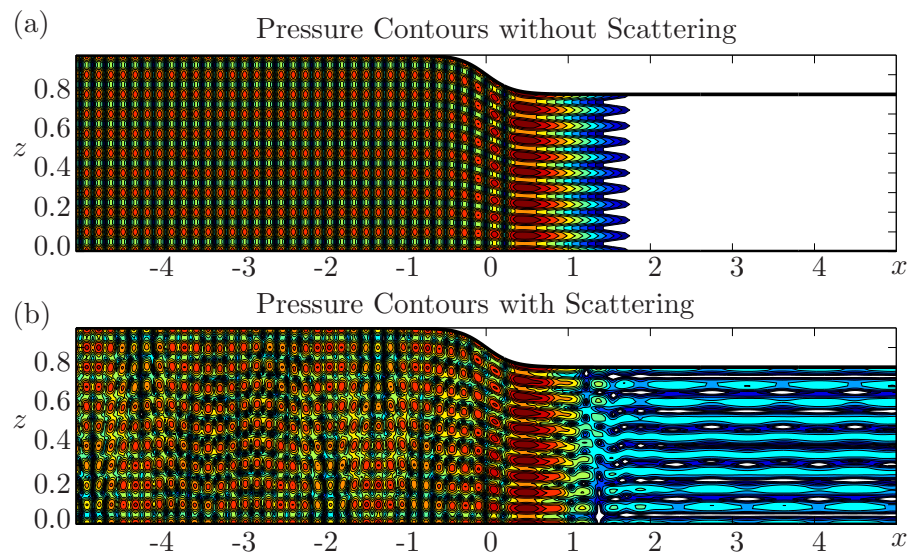 (a)
Pressure Contours without Scattering
0.8
0.6
z
0.4
0.2
0.0
-4 -3 -2 -1 0 1 2 3 4 x
(b)
Pressure Contours with Scattering
0.8
0.6
z
0.4
0.2
0.0
-4 -3 -2 -1 0 1 2 3 4 x